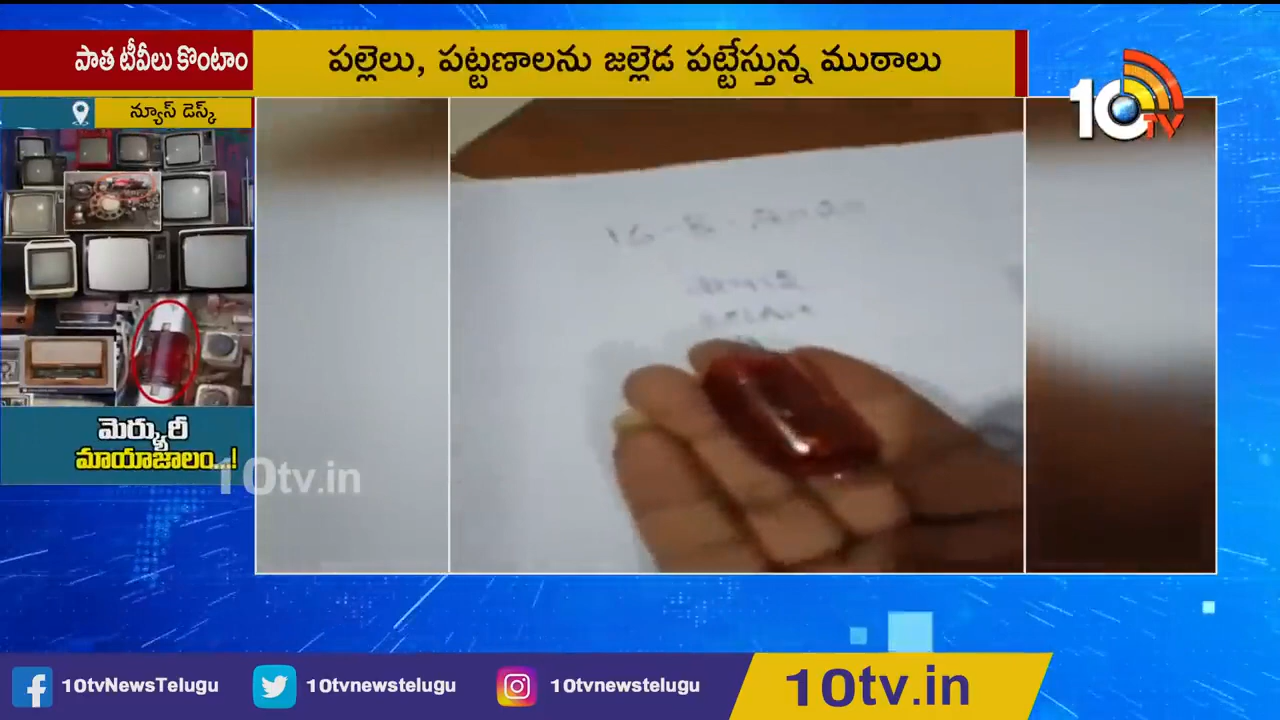 పాత టీవీలు కొంటాం
పల్లెలు, పట్టణాలను జల్లెడ పట్టేస్తున్న ముఠాలు
10TV
న్యూస్ డెస్క్
మెర్క్యురీ
మాయాజాలం..!
10tv.in
10tvNewsTelugu
10tvnewstelugu
10tvnewstelugu
10tv.in